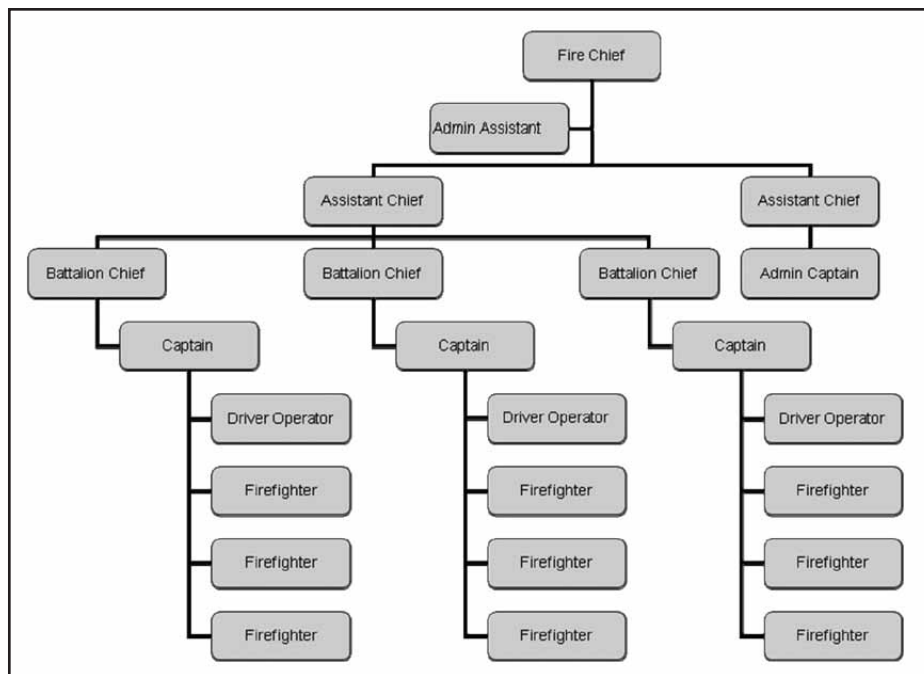 Fire Chief
Admin Assistant
Assistant Chief
Assistant Chief
Battalion Chief
Battalion Chief
Battalion Chief
Admin Captain
Captain
Captain
Captain
Driver Operator
Driver Operator
Driver Operator
Firefighter
Firefighter
Firefighter
Firefighter
Firefighter
Firefighter
Firefighter
Firefighter
Firefighter